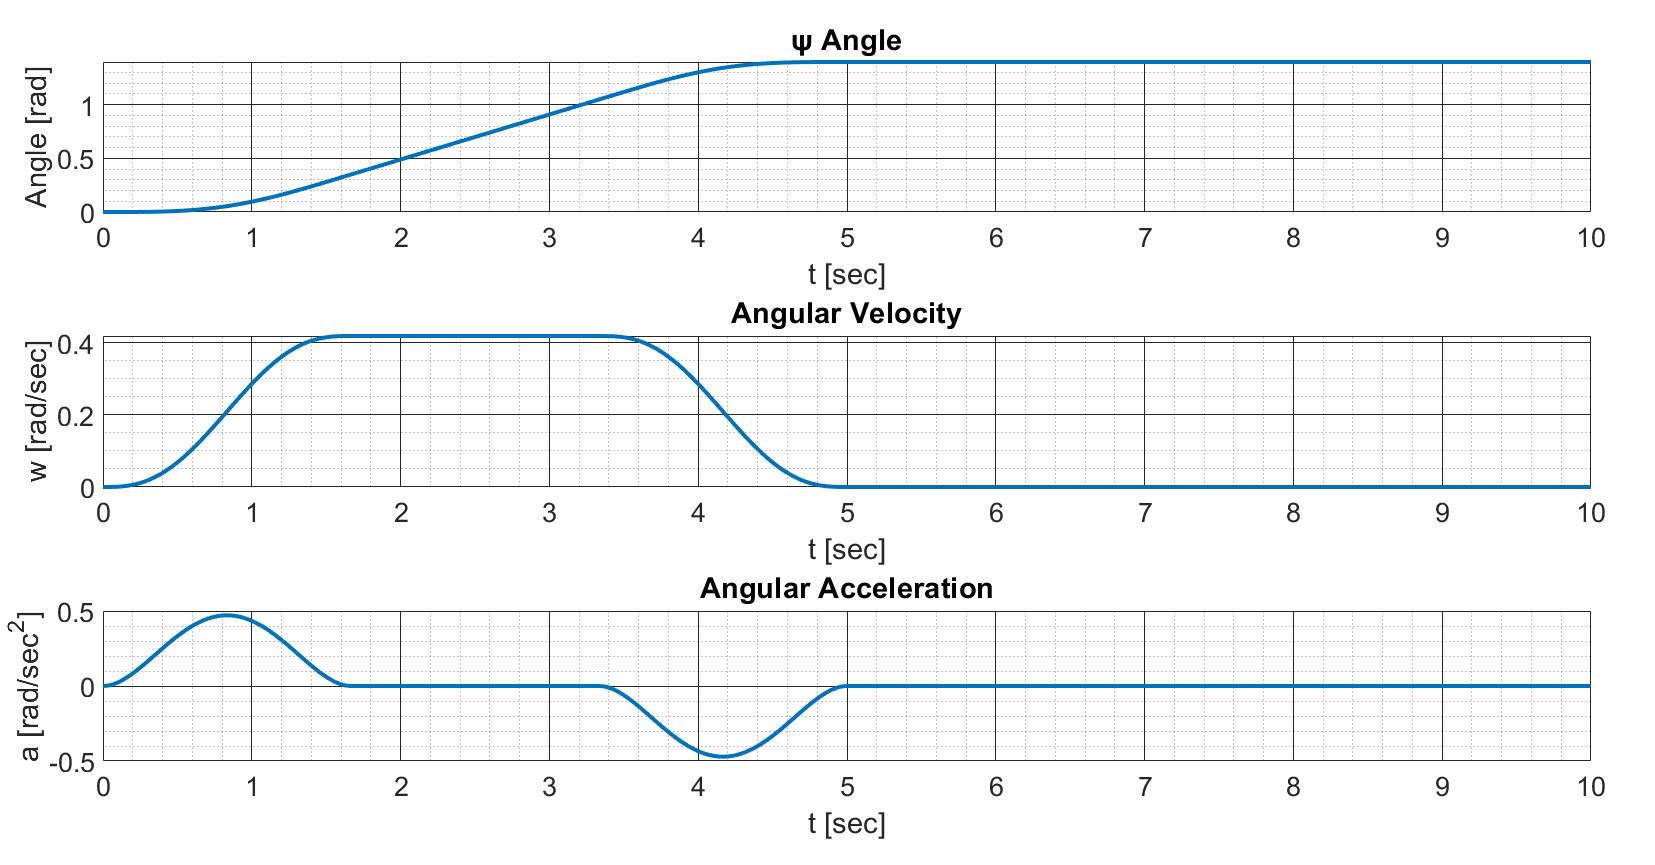 ψ Angle
Angle [rad]
1
0.5
0
0 1 2 3 4 5 6 7 8 9 10
t [sec]
Angular Velocity
w [rad/sec]
0.4
0.2
0
0 1 2 3 4 5 6 7 8 9 10
t [sec]
Angular Acceleration
a [rad/sec²]
0.5
0
-0.5
0 1 2 3 4 5 6 7 8 9 10
t [sec]